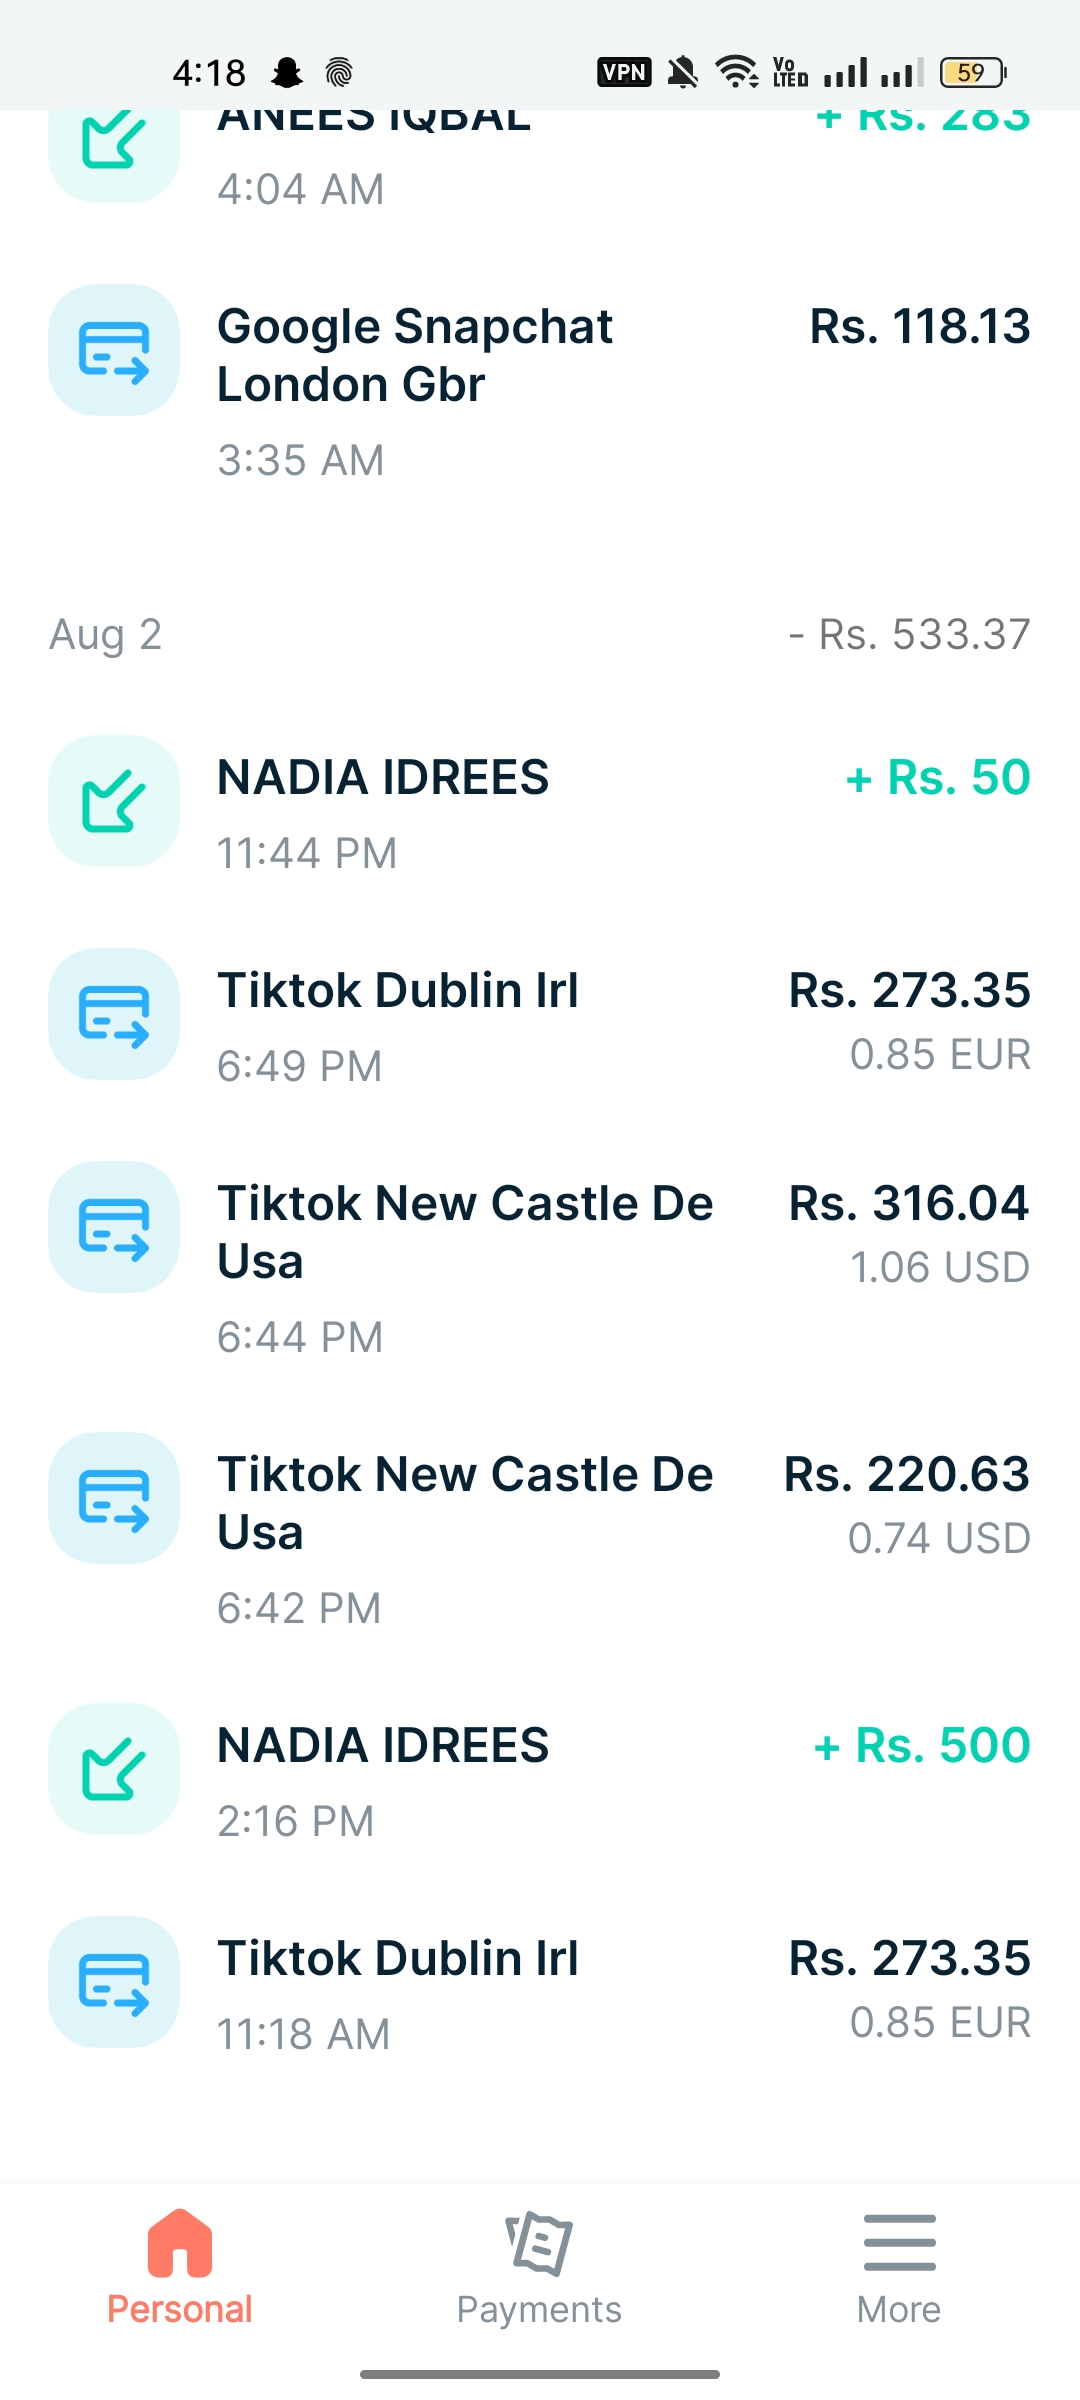 4:18 VPN Vo LTED 59
ANEES IQBAL + Rs. 283
4:04 AM
Google Snapchat Rs. 118.13
London Gbr
3:35 AM
Aug 2 - Rs. 533.37
NADIA IDREES + Rs. 50
11:44 PM
Tiktok Dublin Irl Rs. 273.35
6:49 PM 0.85 EUR
Tiktok New Castle De Rs. 316.04
Usa 1.06 USD
6:44 PM
Tiktok New Castle De Rs. 220.63
Usa 0.74 USD
6:42 PM
NADIA IDREES + Rs. 500
2:16 PM
Tiktok Dublin Irl Rs. 273.35
11:18 AM 0.85 EUR
Personal Payments More